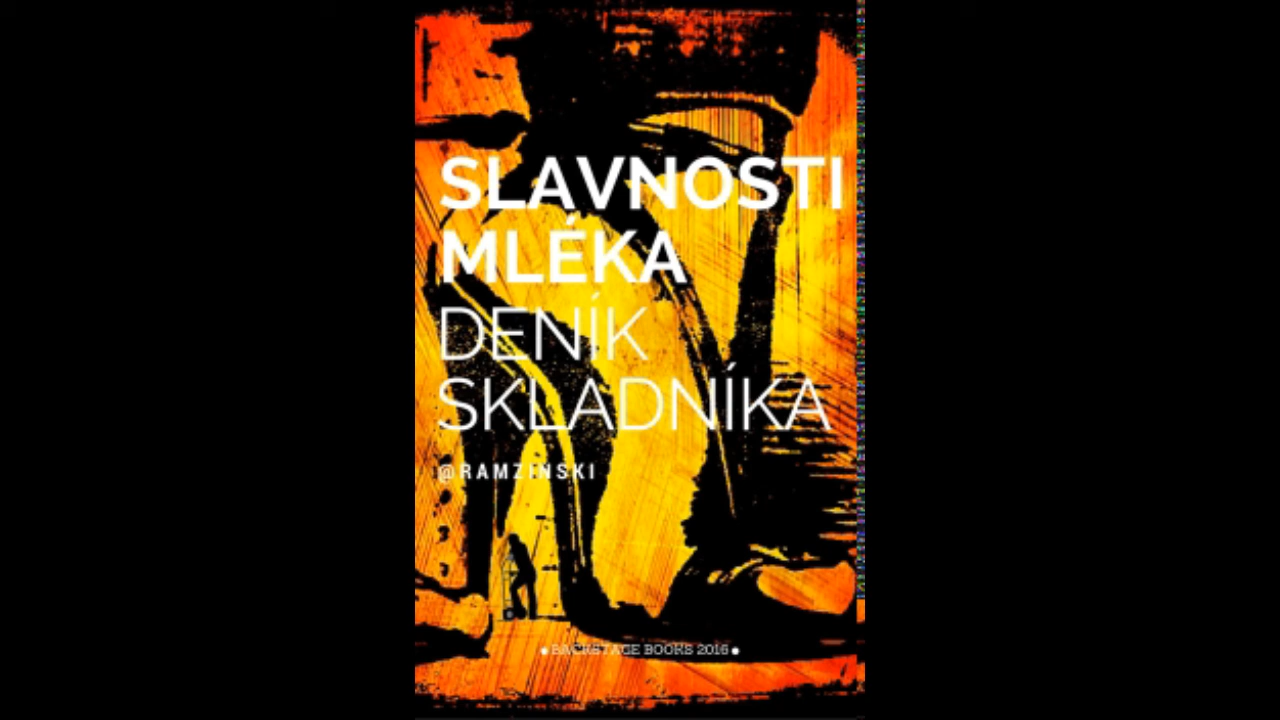 SLAVNOSTI
MLÉKA
DENÍK
SKLADNÍKA
@RAMZINSKI
BACKSTAGE BOOKS 2016